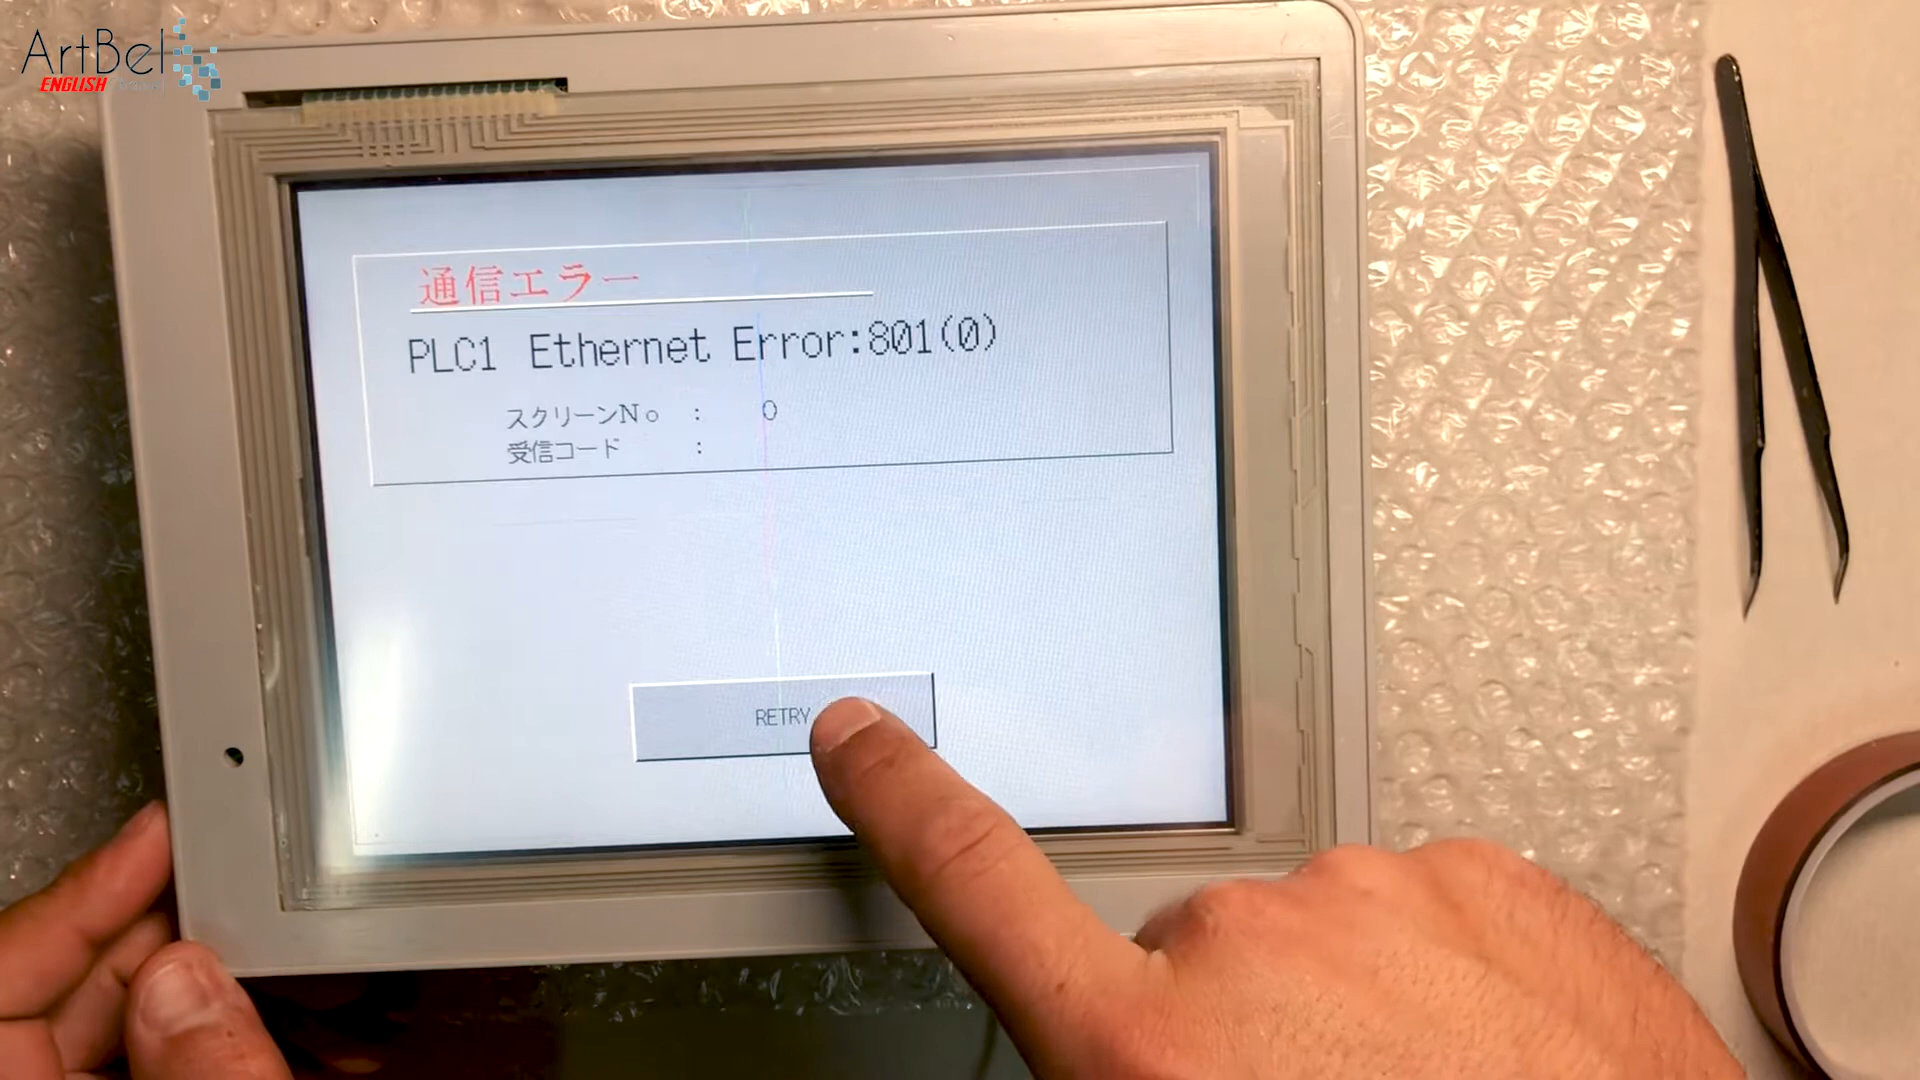 ArtBel
ENGLISH
通信エラー
PLC1 Ethernet Error:801(0)
スクリーンNo : 0
受信コード :
RETRY